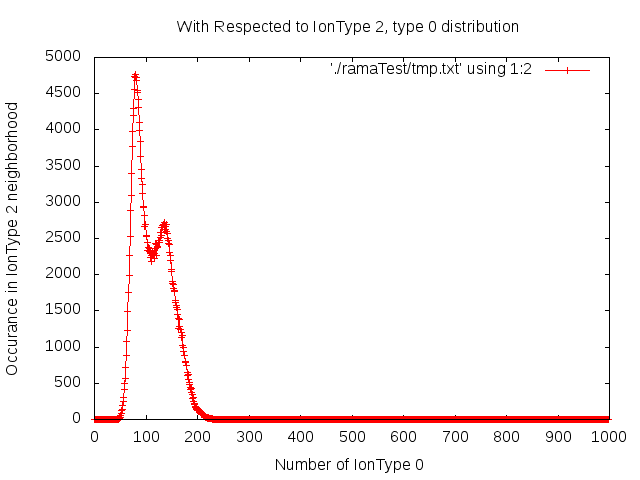 With Respected to IonType 2, type 0 distribution
'./ramaTest/tmp.txt' using 1:2
Occurance in IonType 2 neighborhood
5000
4500
4000
3500
3000
2500
2000
1500
1000
500
0
0 100 200 300 400 500 600 700 800 900 1000
Number of IonType 0